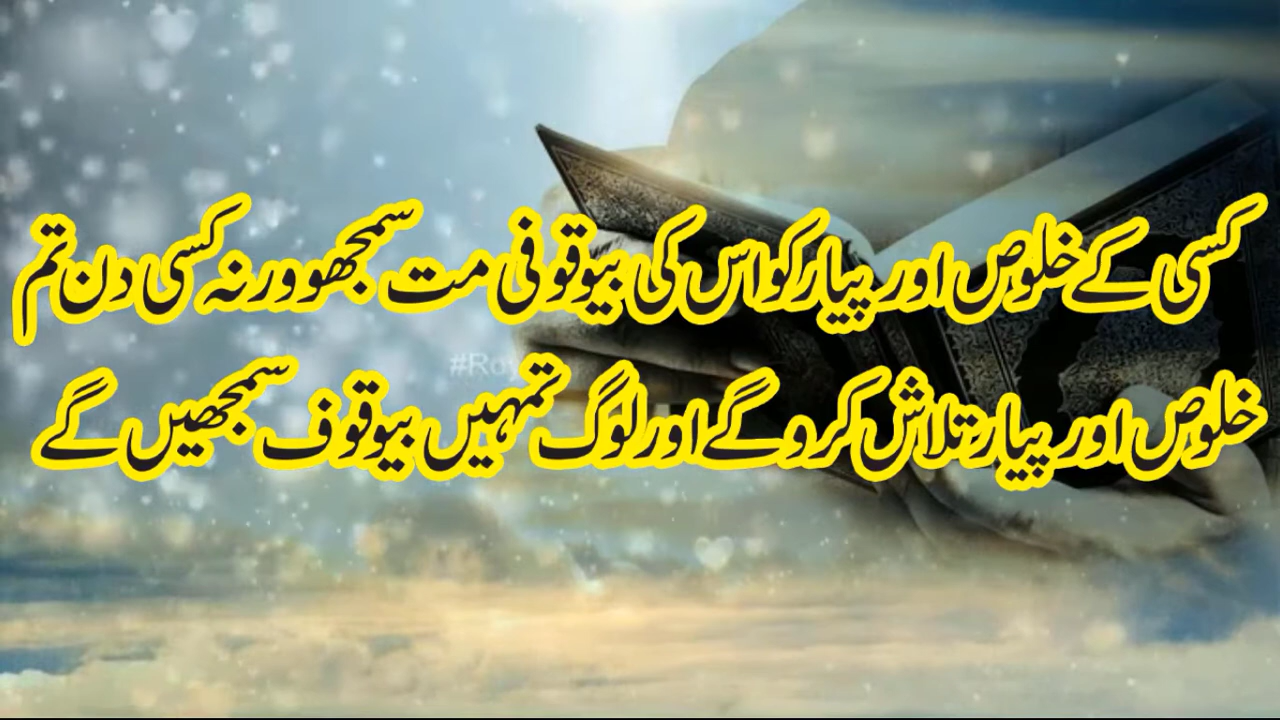 کسی کے خلوص اور پیار کو اس کی بیوقوفی مت سمجھو ورنہ کسی دن تم
خلوص اور پیار تلاش کرو گے اور لوگ تمہیں بیوقوف سمجھیں گے